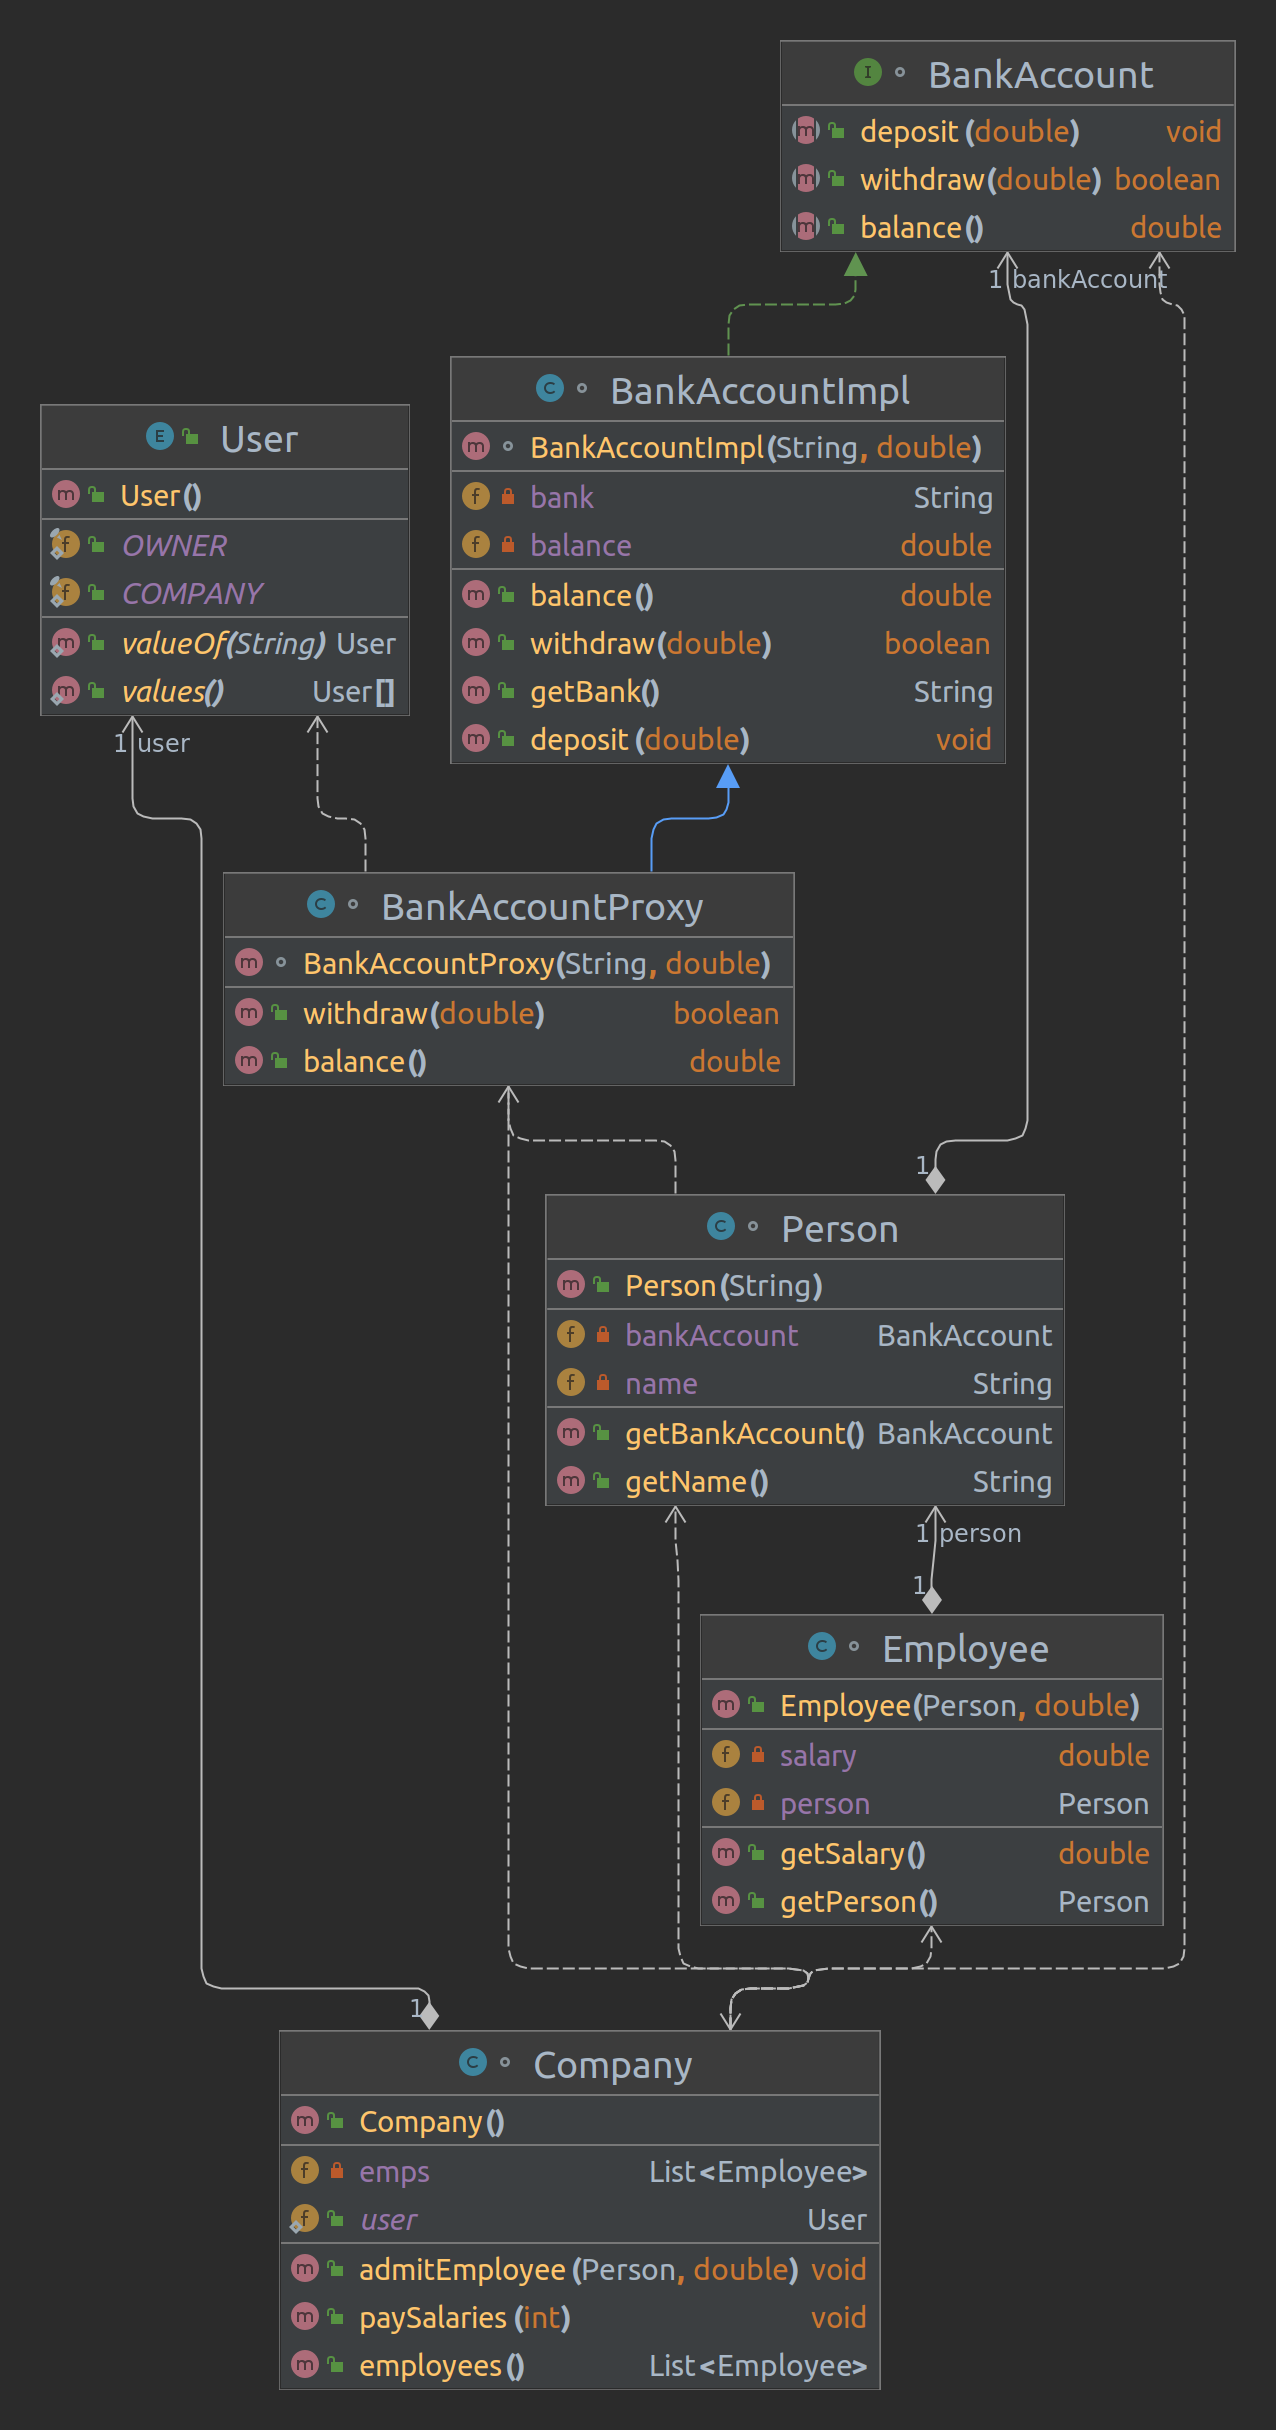 BankAccount
deposit(double) void
withdraw(double) boolean
balance() double
1 bankAccount
BankAccountImpl
BankAccountImpl(String, double)
bank String
balance double
balance() double
withdraw(double) boolean
getBank() String
deposit(double) void
User
User()
OWNER
COMPANY
valueOf(String) User
values() User[]
1 user
BankAccountProxy
BankAccountProxy(String, double)
withdraw(double) boolean
balance() double
1
Person
Person(String)
bankAccount BankAccount
name String
getBankAccount() BankAccount
getName() String
1 person
1
Employee
Employee(Person, double)
salary double
person Person
getSalary() double
getPerson() Person
1
Company
Company()
emps List<Employee>
user User
admitEmployee(Person, double) void
paySalaries(int) void
employees() List<Employee>